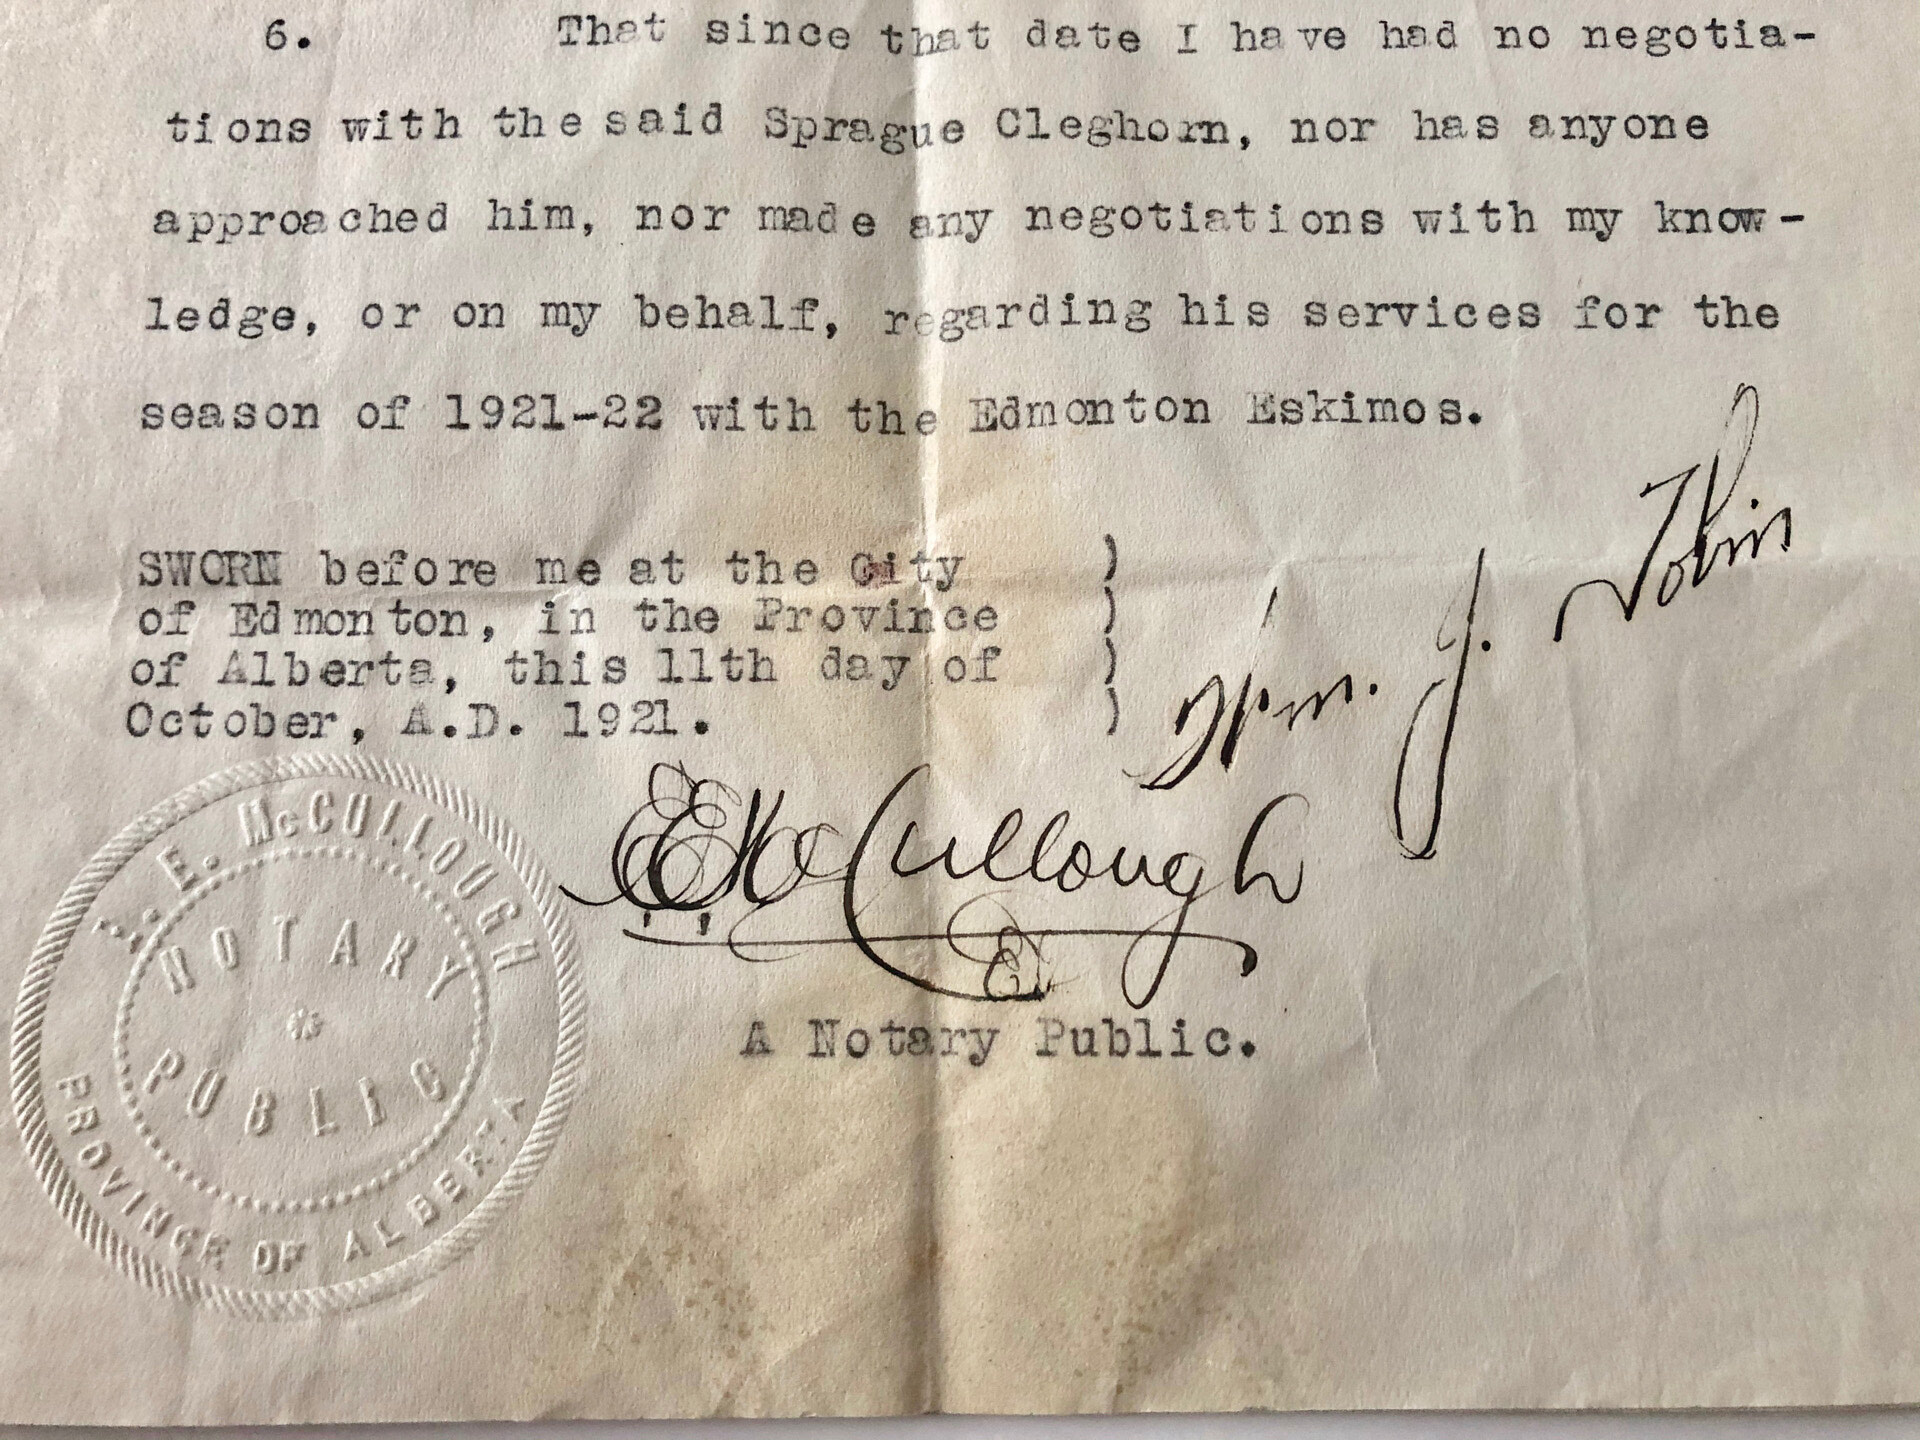 6. That since that date I have had no negotia-
tions with the said Sprague Cleghorn, nor has anyone
approached him, nor made any negotiations with my know-
ledge, or on my behalf, regarding his services for the
season of 1921-22 with the Edmonton Eskimos.
SWORN before me at the City )
of Edmonton, in the Province )
of Alberta, this 11th day of )
October, A.D. 1921. )
Wm. J. Tobin
McCullough
A Notary Public.
E. McCULLOUGH
NOTARY
PUBLIC
PROVINCE OF ALBERTA